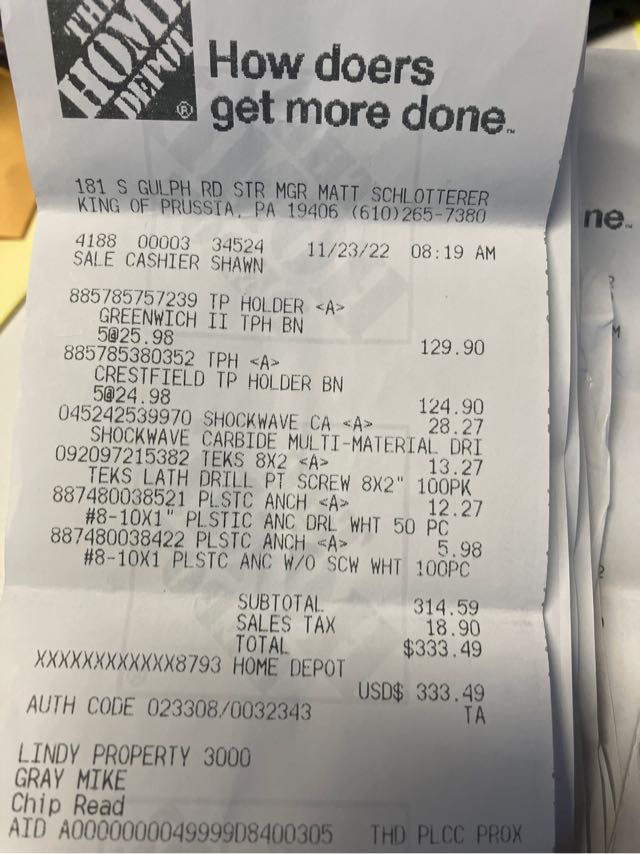 THE
HOME
DEPOT
®
How doers
get more done™
181 S GULPH RD STR MGR MATT SCHLOTTERER
KING OF PRUSSIA, PA 19406 (610)265-7380
4188 00003 34524 11/23/22 08:19 AM
SALE CASHIER SHAWN
885785757239 TP HOLDER <A>
GREENWICH II TPH BN
5@25.98 129.90
885785380352 TPH <A>
CRESTFIELD TP HOLDER BN
5@24.98 124.90
045242539970 SHOCKWAVE CA <A> 28.27
SHOCKWAVE CARBIDE MULTI-MATERIAL DRI
092097215382 TEKS 8X2 <A> 13.27
TEKS LATH DRILL PT SCREW 8X2" 100PK
887480038521 PLSTC ANCH <A> 12.27
#8-10X1" PLSTIC ANC DRL WHT 50 PC
887480038422 PLSTC ANCH <A> 5.98
#8-10X1 PLSTC ANC W/O SCW WHT 100PC
SUBTOTAL 314.59
SALES TAX 18.90
TOTAL $333.49
XXXXXXXXXXXX8793 HOME DEPOT
USD$ 333.49
AUTH CODE 023308/0032343 TA
LINDY PROPERTY 3000
GRAY MIKE
Chip Read
AID A0000000049999D8400305 THD PLCC PROX
ne™